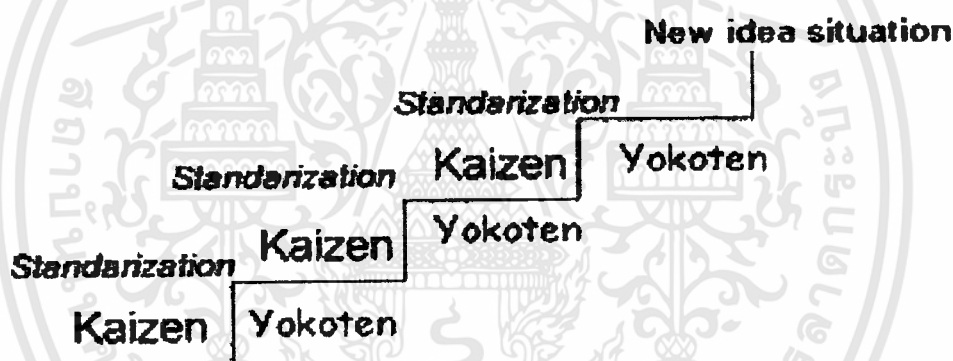 New idea situation
Standarization
Kaizen
Yokoten
Standarization
Kaizen
Yokoten
Standarization
Kaizen
Yokoten